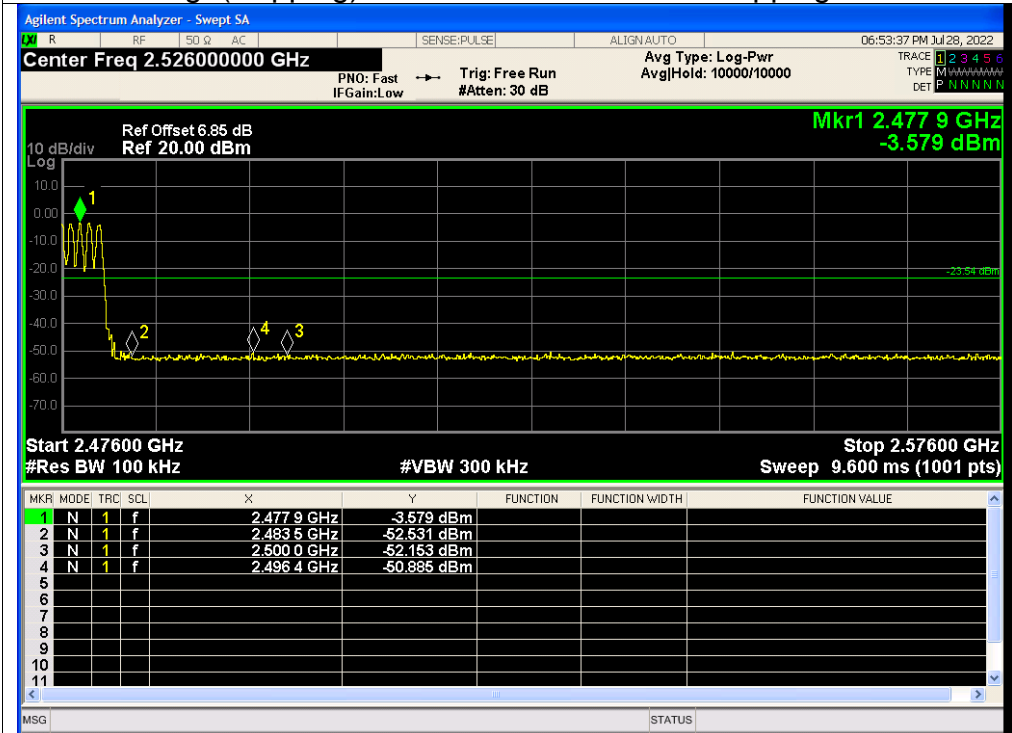 Agilent Spectrum Analyzer - Swept SA
LXI R RF 50 Ω AC SENSE:PULSE ALIGN AUTO 06:53:37 PM Jul 28, 2022
Center Freq 2.526000000 GHz
PNO: Fast
IFGain:Low
Trig: Free Run
#Atten: 30 dB
Avg Type: Log-Pwr
Avg|Hold: 10000/10000
TRACE 1 2 3 4 5 6
TYPE M
DET P N N N N N
Mkr1 2.477 9 GHz
-3.579 dBm
Ref Offset 6.85 dB
10 dB/div Ref 20.00 dBm
Log
10.0
1
0.00
-10.0
-20.0
-23.54 dBm
-30.0
-40.0
2 4 3
-50.0
-60.0
-70.0
Start 2.47600 GHz Stop 2.57600 GHz
#Res BW 100 kHz #VBW 300 kHz Sweep 9.600 ms (1001 pts)
MKR MODE TRC SCL X Y FUNCTION FUNCTION WIDTH FUNCTION VALUE
1 N 1 f 2.477 9 GHz -3.579 dBm
2 N 1 f 2.483 5 GHz -52.531 dBm
3 N 1 f 2.500 0 GHz -52.153 dBm
4 N 1 f 2.496 4 GHz -50.885 dBm
5
6
7
8
9
10
11
MSG STATUS